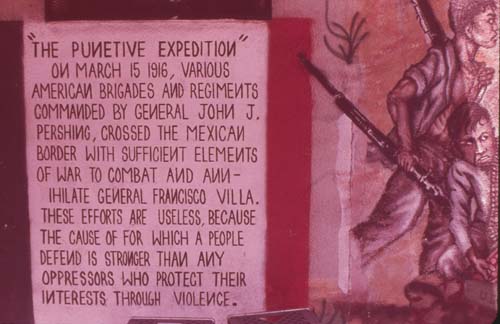 "THE PUNETIVE EXPEDITION"
ON MARCH 15 1916, VARIOUS
AMERICAN BRIGADES AND REGIMENTS
COMMANDED BY GENERAL JOHN J.
PERSHING, CROSSED THE MEXICAN
BORDER WITH SUFFICIENT ELEMENTS
OF WAR TO COMBAT AND ANN-
IHILATE GENERAL FRANCISCO VILLA.
THESE EFFORTS ARE USELESS, BECAUSE
THE CAUSE OF FOR WHICH A PEOPLE
DEFEND IS STRONGER THAN ANY
OPPRESSORS WHO PROTECT THEIR
INTERESTS THROUGH VIOLENCE.